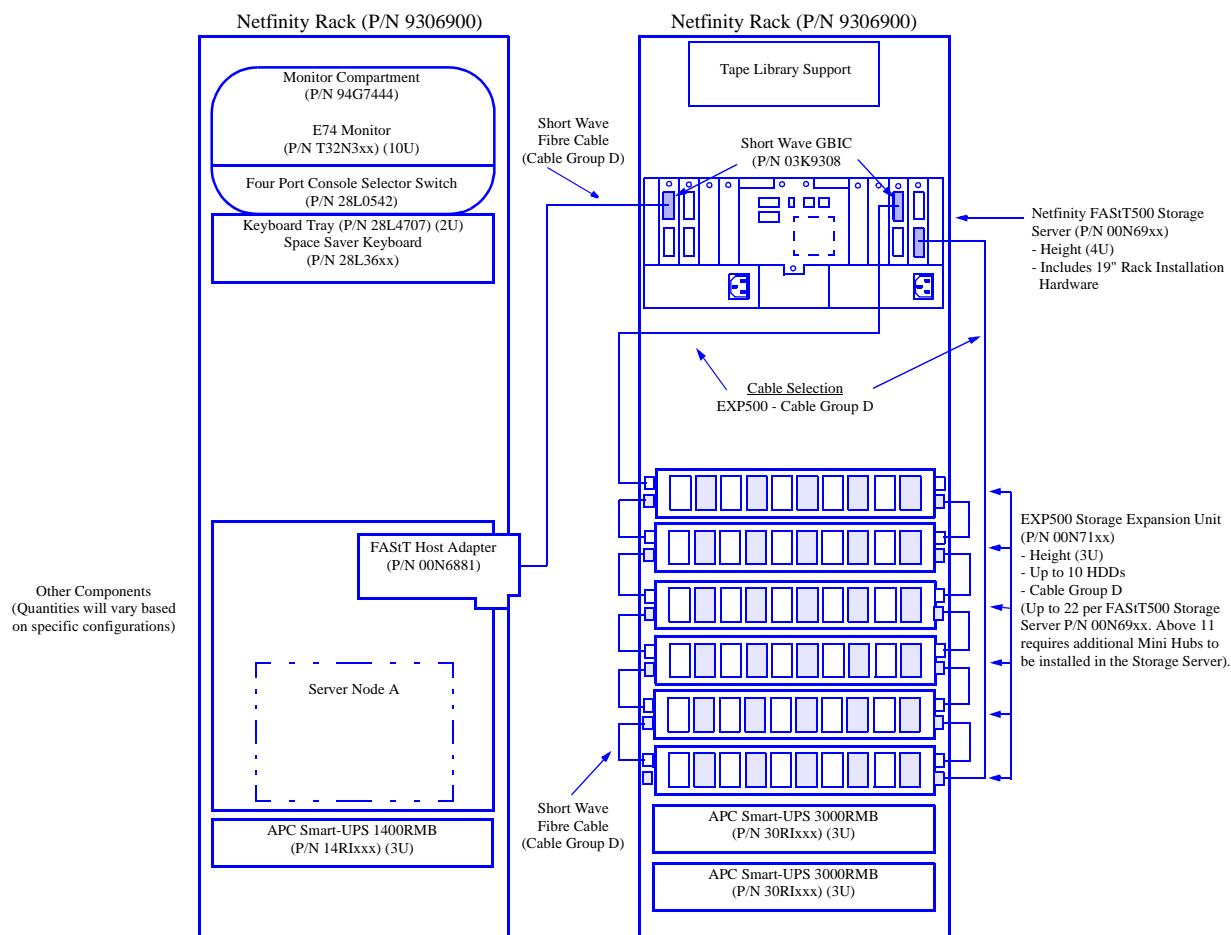 Netfinity Rack (P/N 9306900)
Monitor Compartment
(P/N 94G7444)
E74 Monitor
(P/N T32N3xx) (10U)
Four Port Console Selector Switch
(P/N 28L0542)
Keyboard Tray (P/N 28L4707) (2U)
Space Saver Keyboard
(P/N 28L36xx)
FAStT Host Adapter
(P/N 00N6881)
Other Components
(Quantities will vary based
on specific configurations)
Server Node A
APC Smart-UPS 1400RMB
(P/N 14RIxxx) (3U)
Short Wave
Fibre Cable
(Cable Group D)
Netfinity Rack (P/N 9306900)
Tape Library Support
Short Wave GBIC
(P/N 03K9308
Netfinity FAStT500 Storage
Server (P/N 00N69xx)
- Height (4U)
- Includes 19" Rack Installation
Hardware
Cable Selection
EXP500 - Cable Group D
EXP500 Storage Expansion Unit
(P/N 00N71xx)
- Height (3U)
- Up to 10 HDDs
- Cable Group D
(Up to 22 per FAStT500 Storage
Server P/N 00N69xx. Above 11
requires additional Mini Hubs to
be installed in the Storage Server).
Short Wave
Fibre Cable
(Cable Group D)
APC Smart-UPS 3000RMB
(P/N 30RIxxx) (3U)
APC Smart-UPS 3000RMB
(P/N 30RIxxx) (3U)